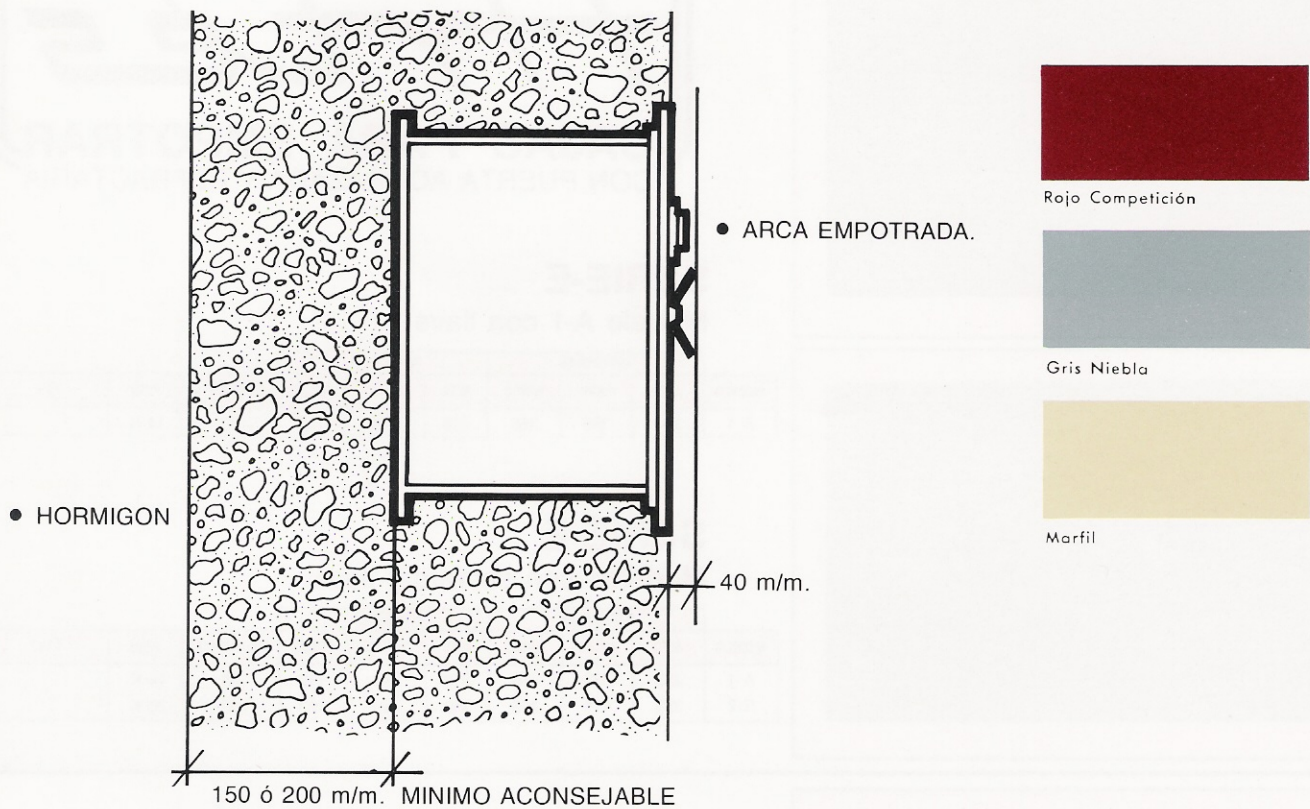 Rojo Competición
● ARCA EMPOTRADA.
Gris Niebla
● HORMIGON
Marfil
40 m/m.
150 ó 200 m/m. MINIMO ACONSEJABLE